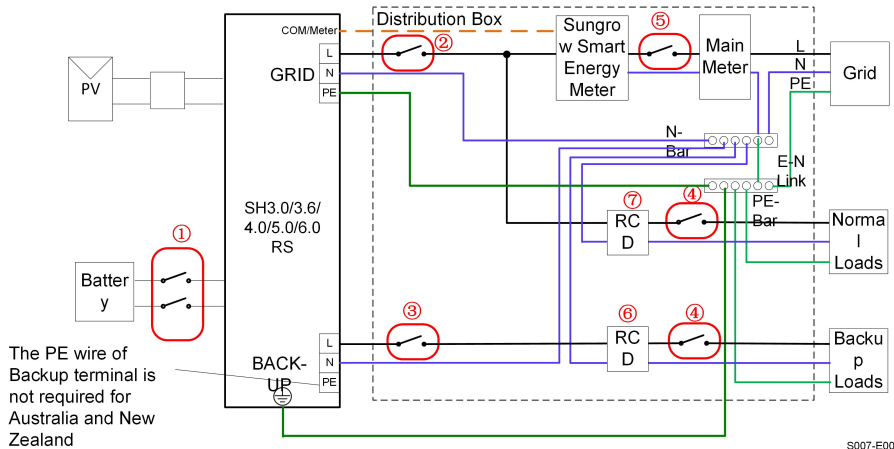 Distribution Box
COM/Meter
②
⑤
Sungro
w Smart
Energy
Meter
Main
Meter
L
N
PE
Grid
L
N
PE
GRID
PV
N-
Bar
E-N
Link
PE-
Bar
SH3.0/3.6/
4.0/5.0/6.0
RS
⑦
④
RC
D
Norma
l
Loads
①
Batter
y
③
⑥
④
RC
D
Backu
p
Loads
L
N
PE
BACK-
UP
The PE wire of
Backup terminal is
not required for
Australia and New
Zealand
S007-E00